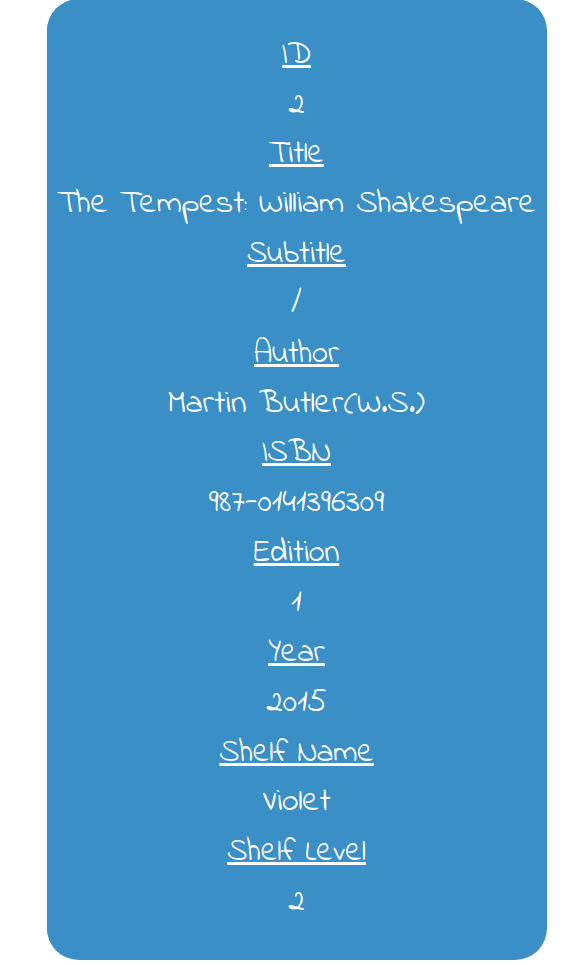 ID
2
Title
The Tempest: William Shakespeare
Subtitle
/
Author
Martin Butler(W.S.)
ISBN
987-0141396309
Edition
1
Year
2015
Shelf Name
Violet
Shelf Level
2